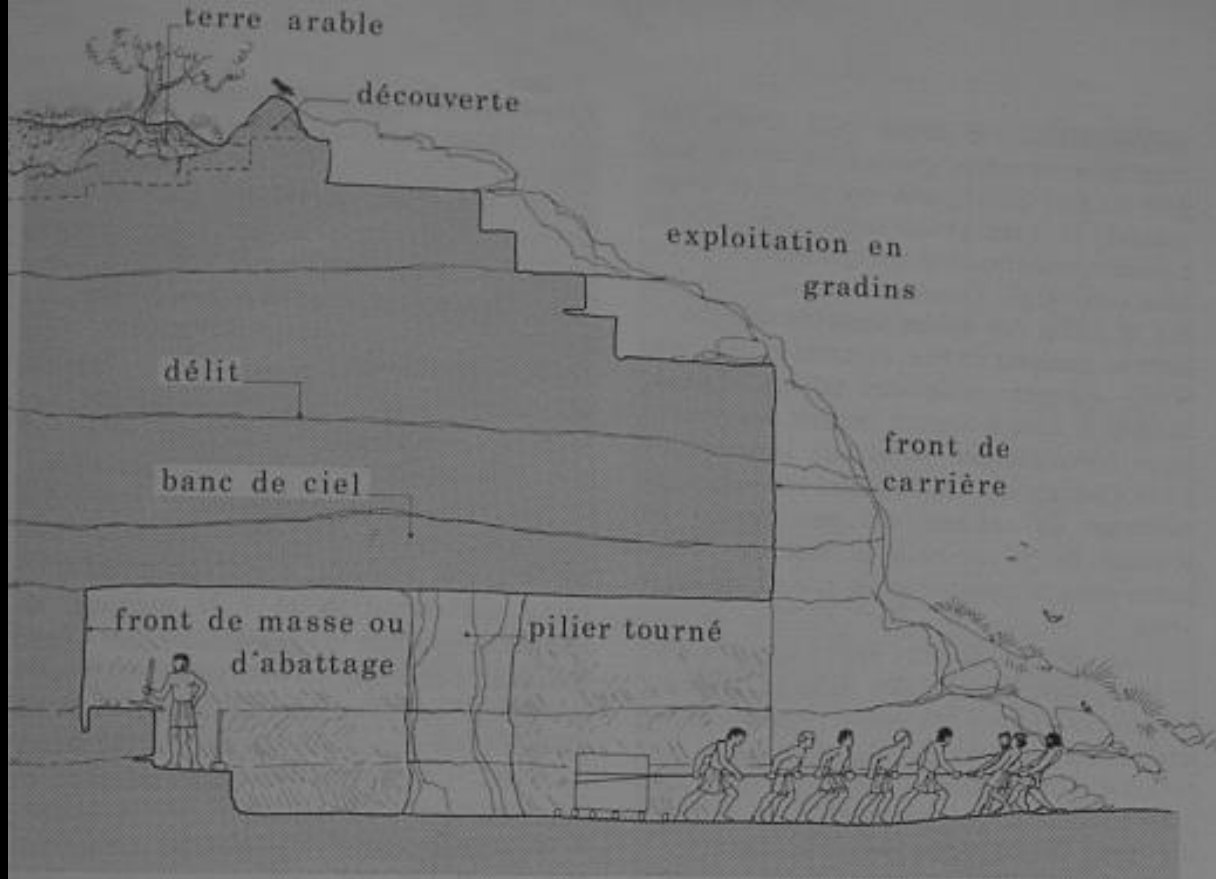 terre arable
découverte
exploitation en
gradins
délit
front de
carrière
banc de ciel
front de masse ou
d'abattage
pilier tourné